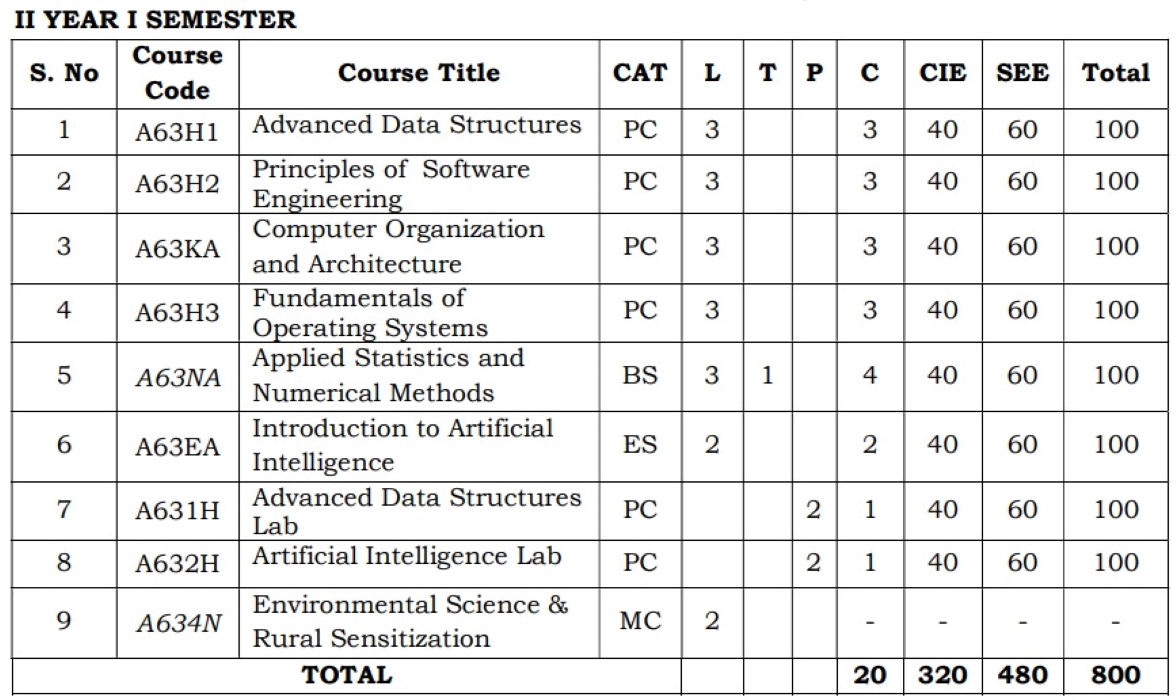 II YEAR I SEMESTER
S. No Course Code Course Title CAT L T P C CIE SEE Total
1 A63H1 Advanced Data Structures PC 3 3 40 60 100
2 A63H2 Principles of Software Engineering PC 3 3 40 60 100
3 A63KA Computer Organization and Architecture PC 3 3 40 60 100
4 A63H3 Fundamentals of Operating Systems PC 3 3 40 60 100
5 A63NA Applied Statistics and Numerical Methods BS 3 1 4 40 60 100
6 A63EA Introduction to Artificial Intelligence ES 2 2 40 60 100
7 A631H Advanced Data Structures Lab PC 2 1 40 60 100
8 A632H Artificial Intelligence Lab PC 2 1 40 60 100
9 A634N Environmental Science & Rural Sensitization MC 2 - - - -
TOTAL 20 320 480 800